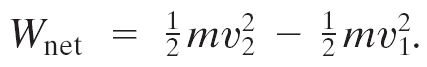 W_net = ½mv₂² − ½mv₁².